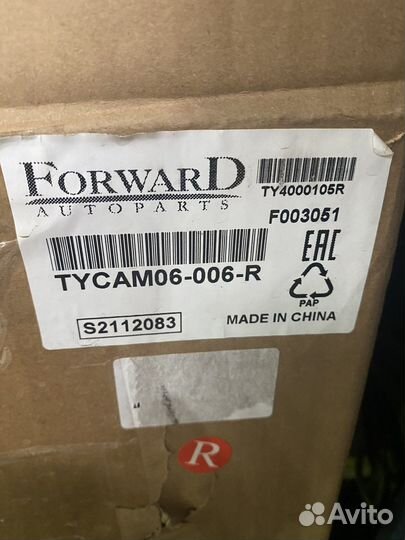 FORWARD
AUTOPARTS
TY4000105R
F003051
EAC
TYCAM06-006-R
PAP
S2112083
MADE IN CHINA
R
Avito